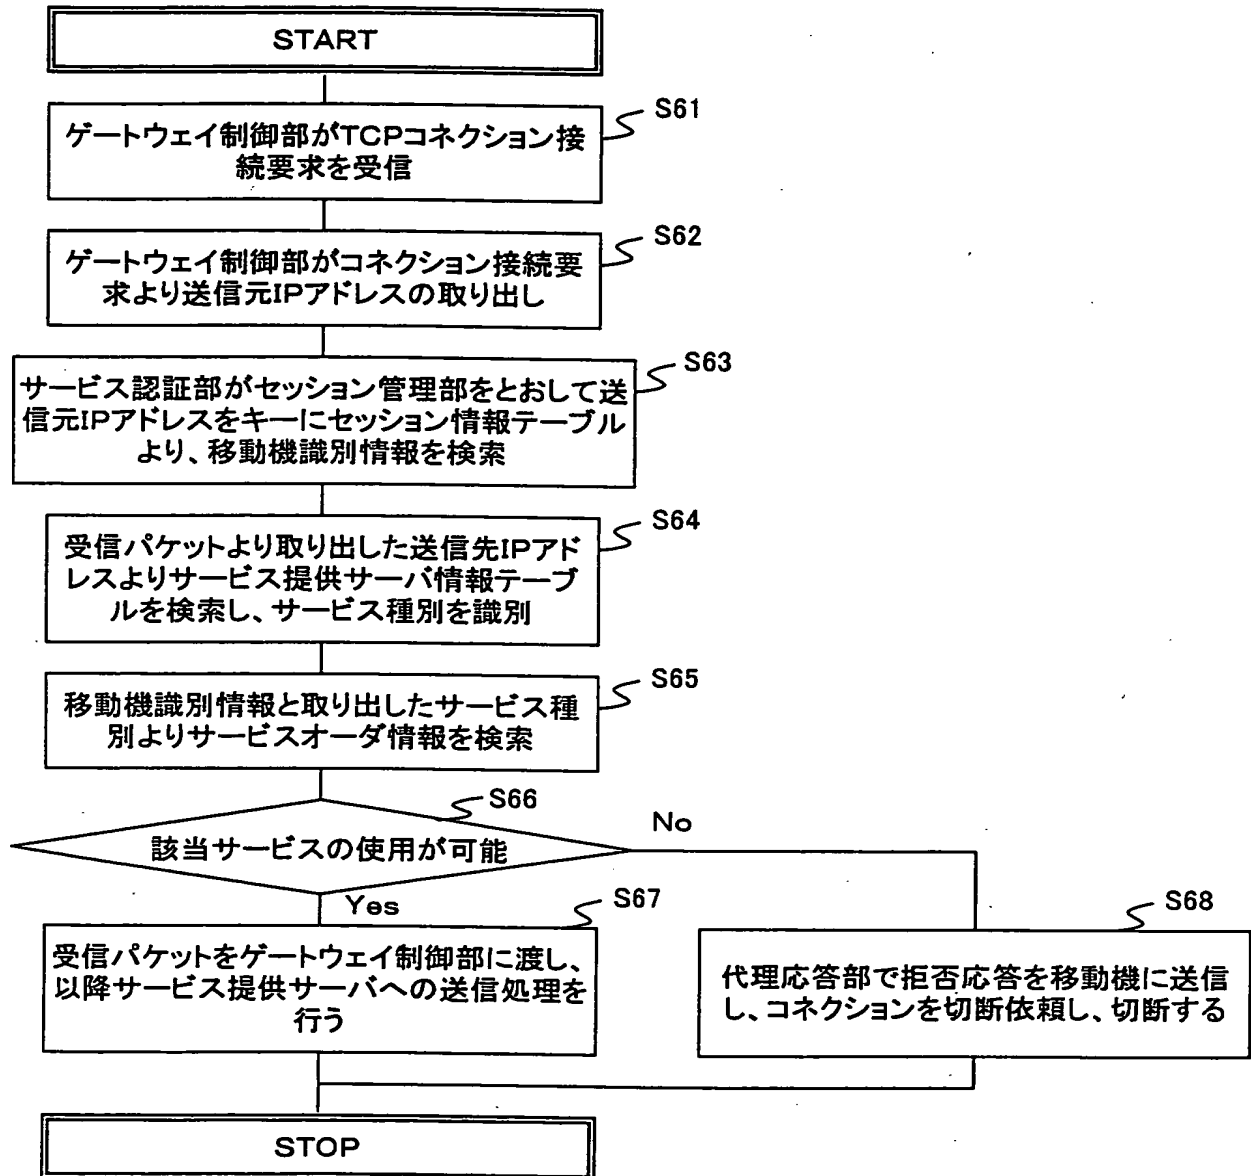 START
S61
ゲートウェイ制御部がTCPコネクション接
続要求を受信
S62
ゲートウェイ制御部がコネクション接続要
求より送信元IPアドレスの取り出し
S63
サービス認証部がセッション管理部をとおして送
信元IPアドレスをキーにセッション情報テーブル
より、移動機識別情報を検索
S64
受信パケットより取り出した送信先IPアド
レスよりサービス提供サーバ情報テーブ
ルを検索し、サービス種別を識別
S65
移動機識別情報と取り出したサービス種
別よりサービスオーダ情報を検索
S66
該当サービスの使用が可能
No
Yes
S67
受信パケットをゲートウェイ制御部に渡し、
以降サービス提供サーバへの送信処理を
行う
S68
代理応答部で拒否応答を移動機に送信
し、コネクションを切断依頼し、切断する
STOP